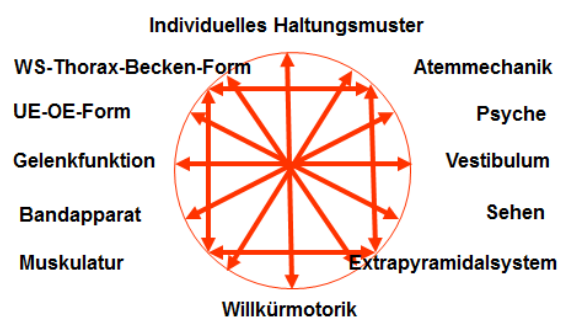 Individuelles Haltungsmuster
WS-Thorax-Becken-Form
Atemmechanik
UE-OE-Form
Psyche
Gelenkfunktion
Vestibulum
Bandapparat
Sehen
Muskulatur
Extrapyramidalsystem
Willkürmotorik